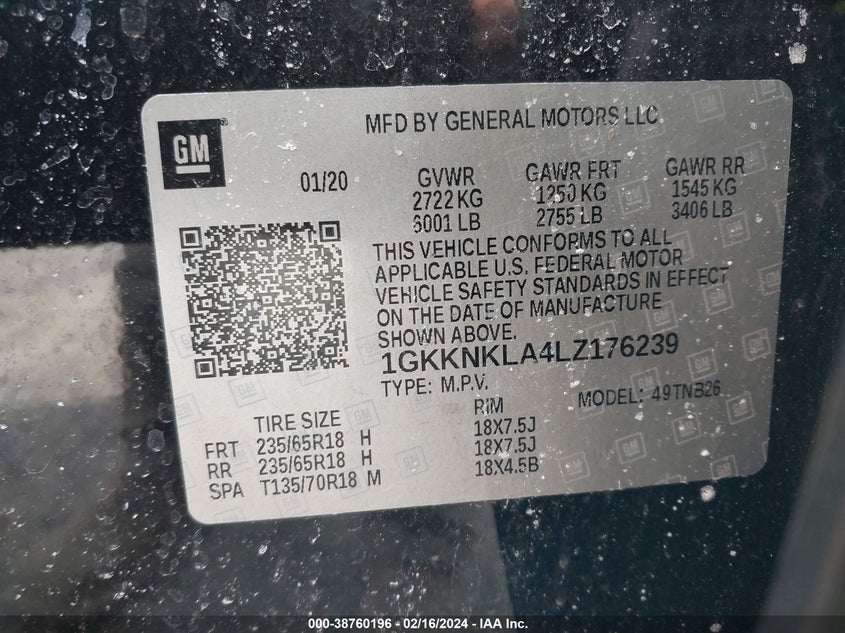 MFD BY GENERAL MOTORS LLC
GM
01/20
GVWR GAWR FRT GAWR RR
2722 KG 1250 KG 1545 KG
6001 LB 2755 LB 3406 LB
THIS VEHICLE CONFORMS TO ALL
APPLICABLE U.S. FEDERAL MOTOR
VEHICLE SAFETY STANDARDS IN EFFECT
ON THE DATE OF MANUFACTURE
SHOWN ABOVE.
1GKKNKLA4LZ176239
TYPE: M.P.V. MODEL: 49TNB26
TIRE SIZE RIM
FRT 235/65R18 H 18X7.5J
RR 235/65R18 H 18X7.5J
SPA T135/70R18 M 18X4.5B
000-38760196 - 02/16/2024 - IAA Inc.